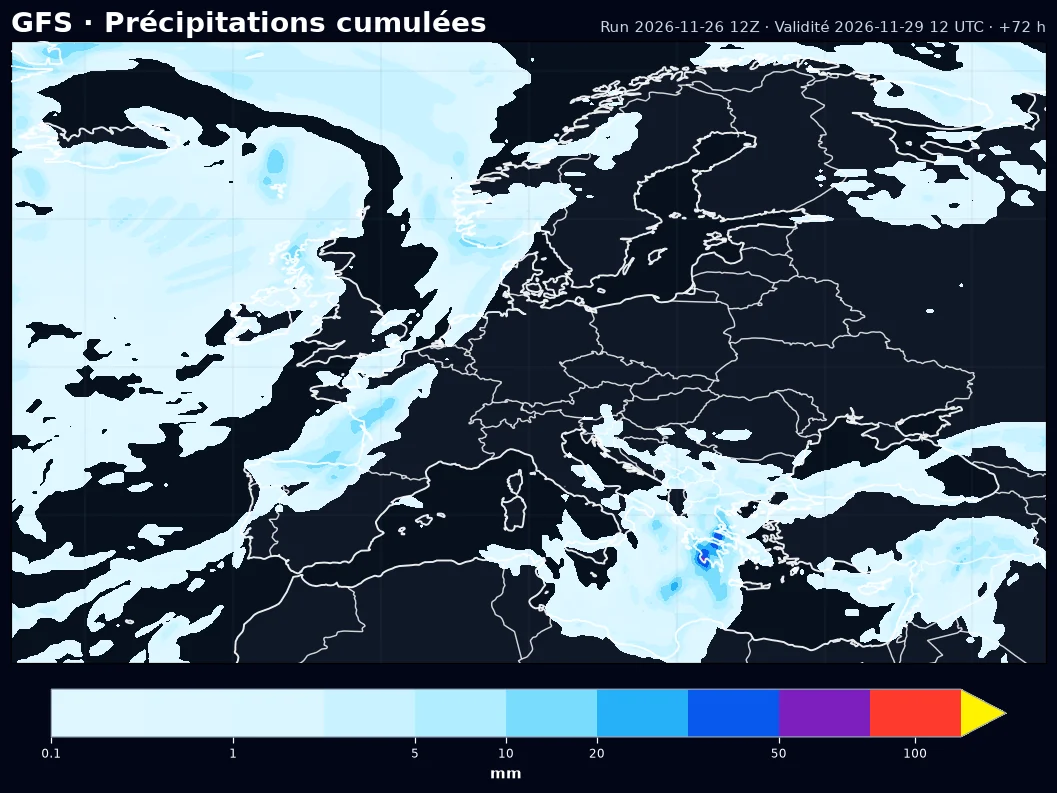 GFS · Précipitations cumulées
Run 2026-11-26 12Z · Validité 2026-11-29 12 UTC · +72 h
0.1 1 5 10 20 50 100
mm